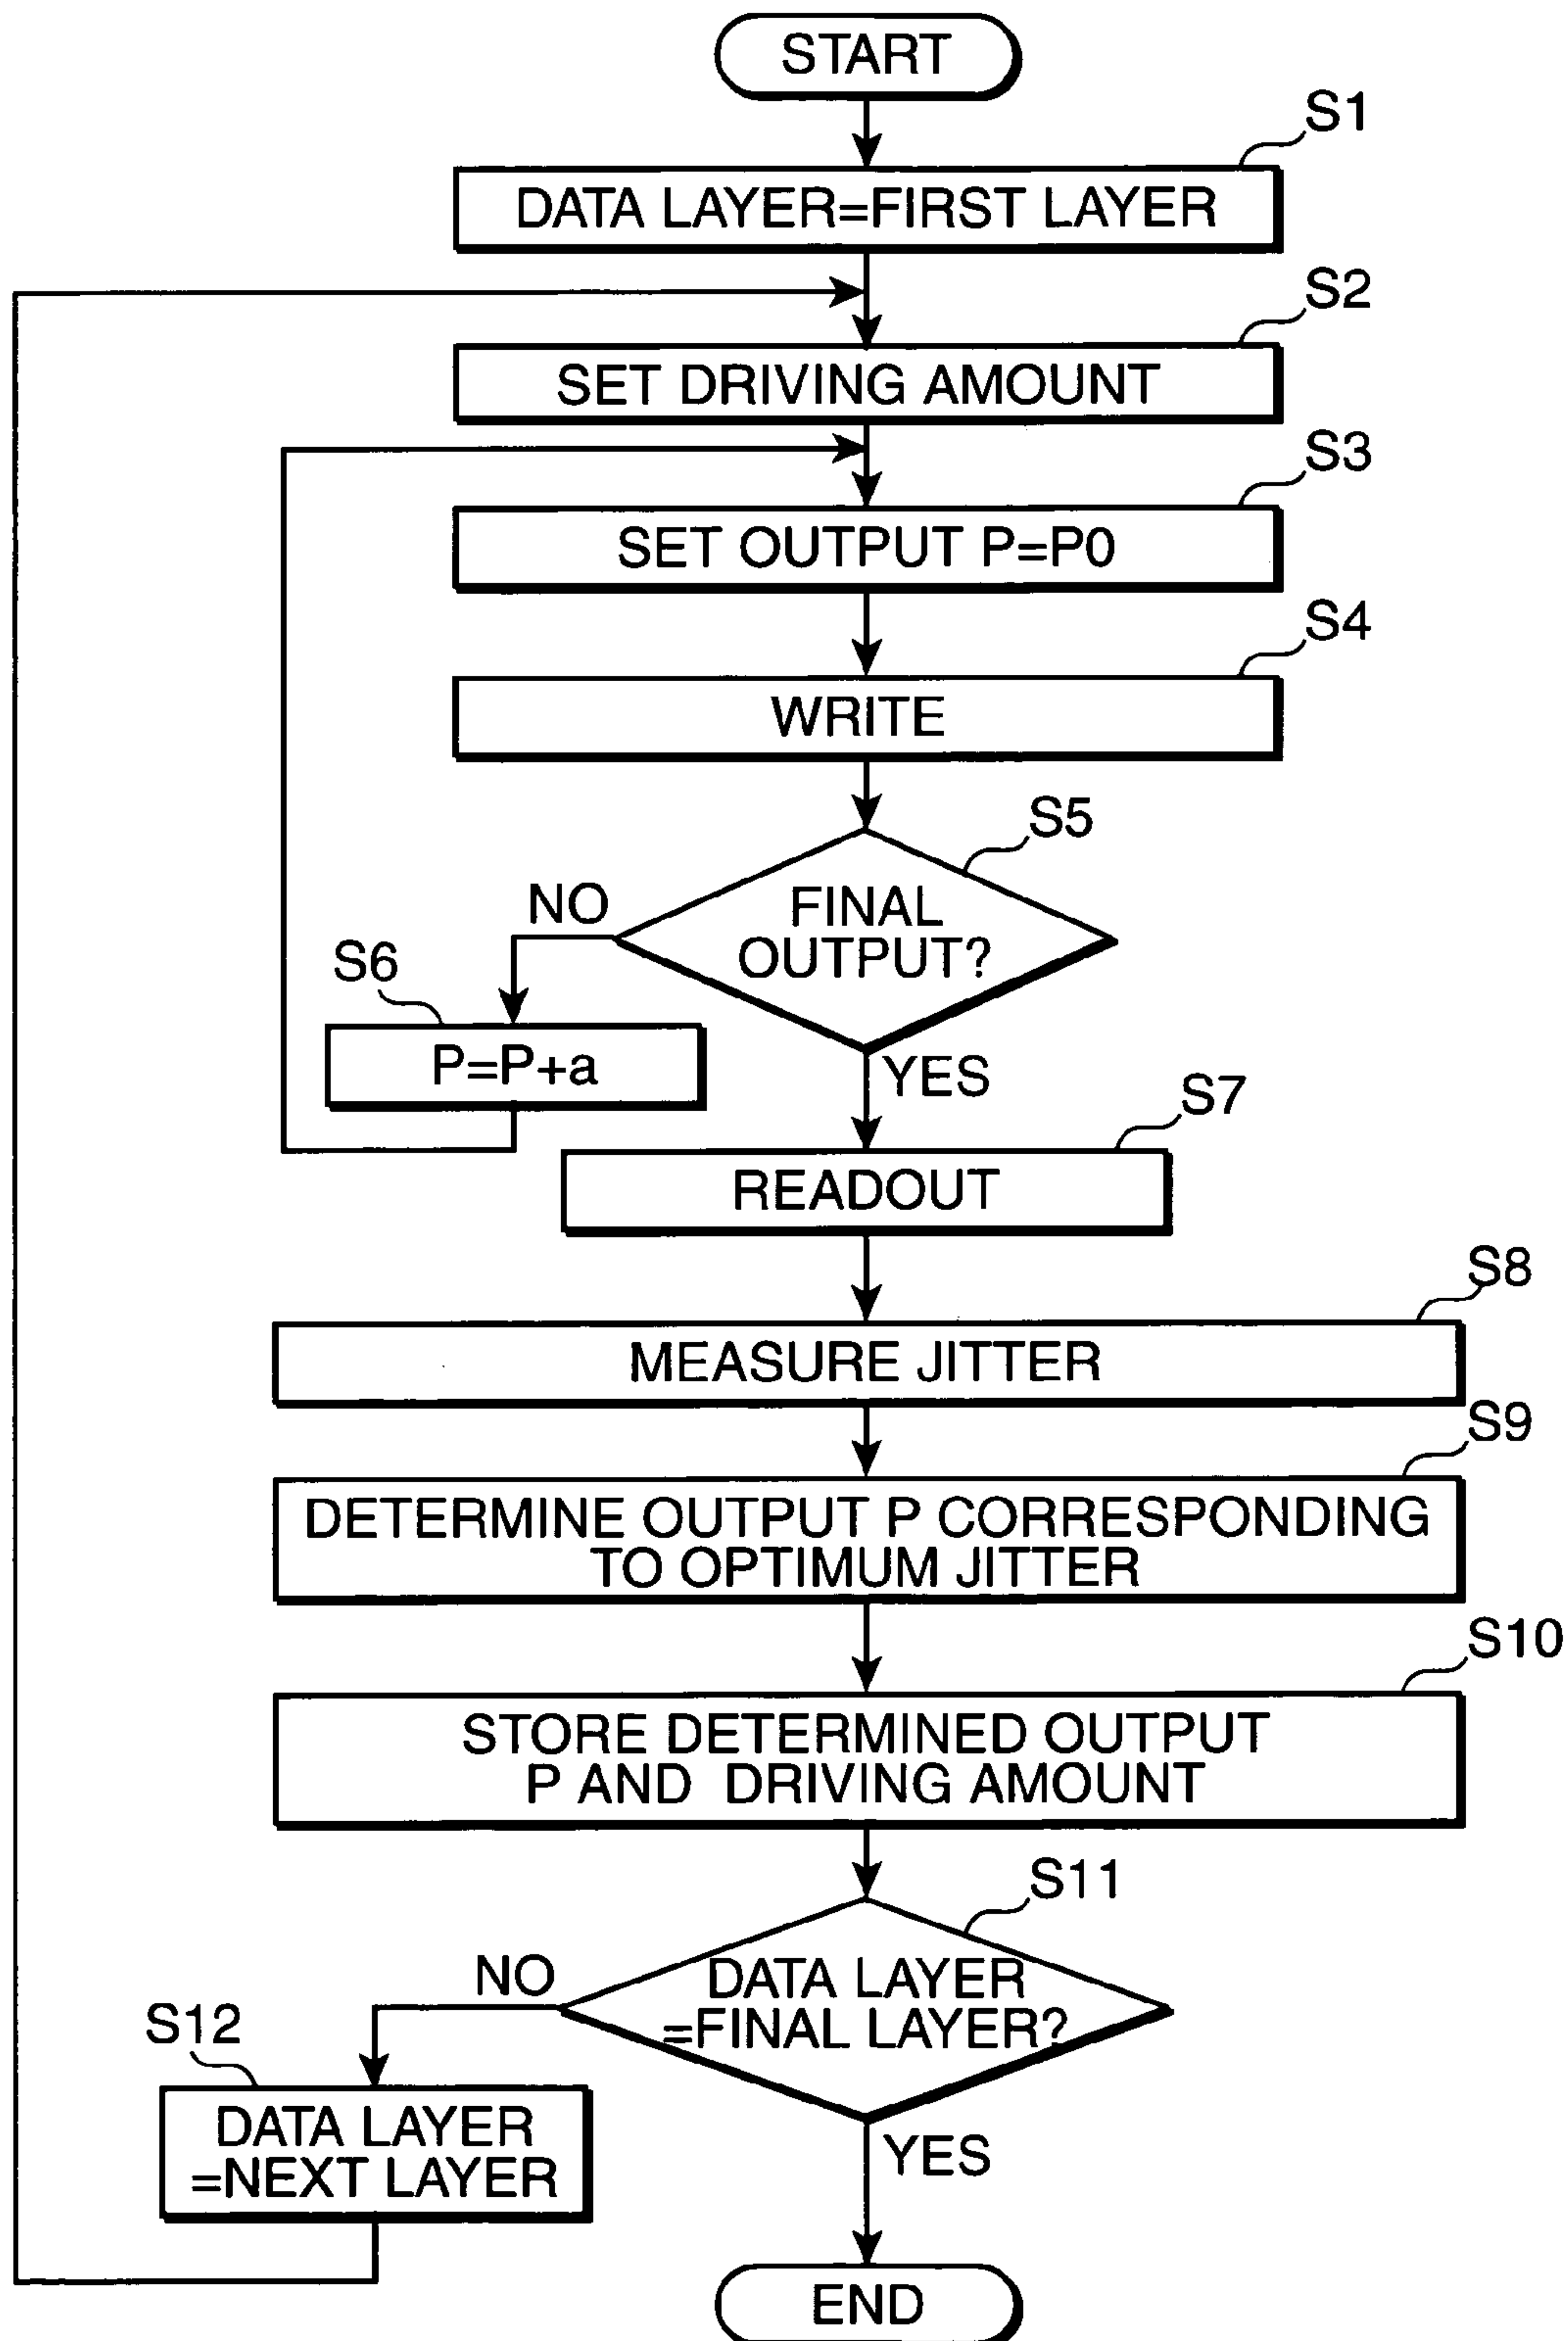 START
S1
DATA LAYER=FIRST LAYER
S2
SET DRIVING AMOUNT
S3
SET OUTPUT P=P0
S4
WRITE
S5
FINAL
OUTPUT?
NO
S6
P=P+a
YES
S7
READOUT
S8
MEASURE JITTER
S9
DETERMINE OUTPUT P CORRESPONDING
TO OPTIMUM JITTER
S10
STORE DETERMINED OUTPUT
P AND DRIVING AMOUNT
S11
DATA LAYER
=FINAL LAYER?
NO
S12
DATA LAYER
=NEXT LAYER
YES
END